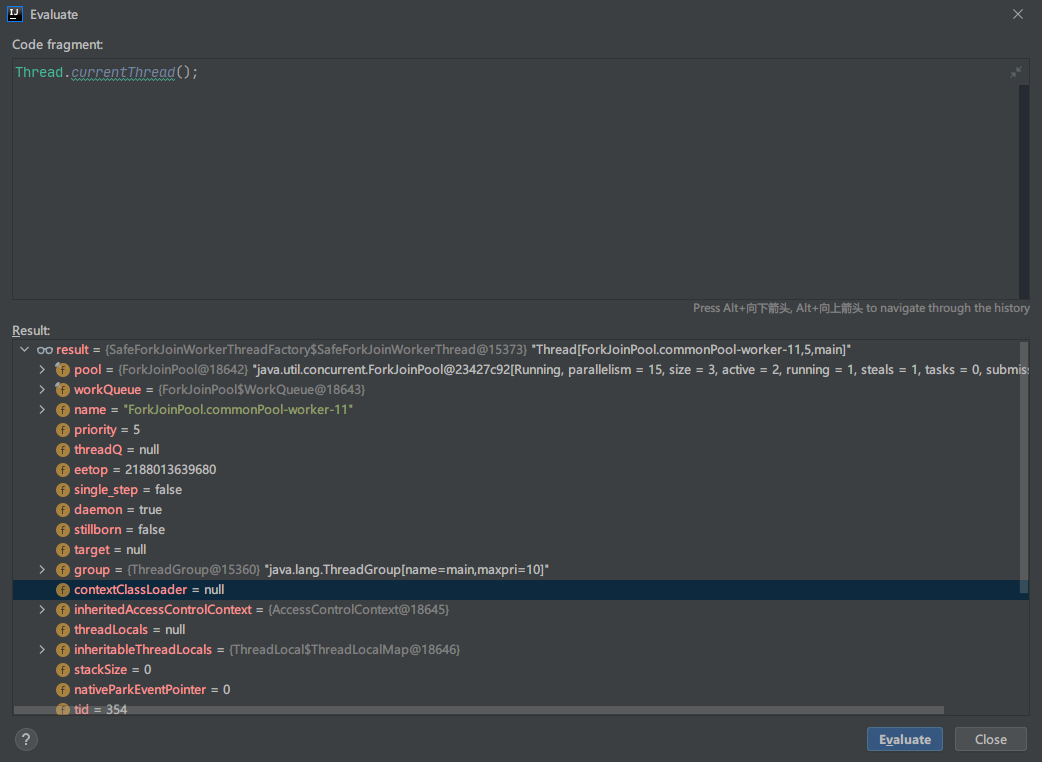 Evaluate
Code fragment:
Thread.currentThread();
Press Alt+向下箭头, Alt+向上箭头 to navigate through the history
Result:
result = {SafeForkJoinWorkerThreadFactory$SafeForkJoinWorkerThread@15373} "Thread[ForkJoinPool.commonPool-worker-11,5,main]"
pool = {ForkJoinPool@18642} "java.util.concurrent.ForkJoinPool@23427c92[Running, parallelism = 15, size = 3, active = 2, running = 1, steals = 1, tasks = 0, submis
workQueue = {ForkJoinPool$WorkQueue@18643}
name = "ForkJoinPool.commonPool-worker-11"
priority = 5
threadQ = null
eetop = 2188013639680
single_step = false
daemon = true
stillborn = false
target = null
group = {ThreadGroup@15360} "java.lang.ThreadGroup[name=main,maxpri=10]"
contextClassLoader = null
inheritedAccessControlContext = {AccessControlContext@18645}
threadLocals = null
inheritableThreadLocals = {ThreadLocal$ThreadLocalMap@18646}
stackSize = 0
nativeParkEventPointer = 0
tid = 354
?
Evaluate
Close